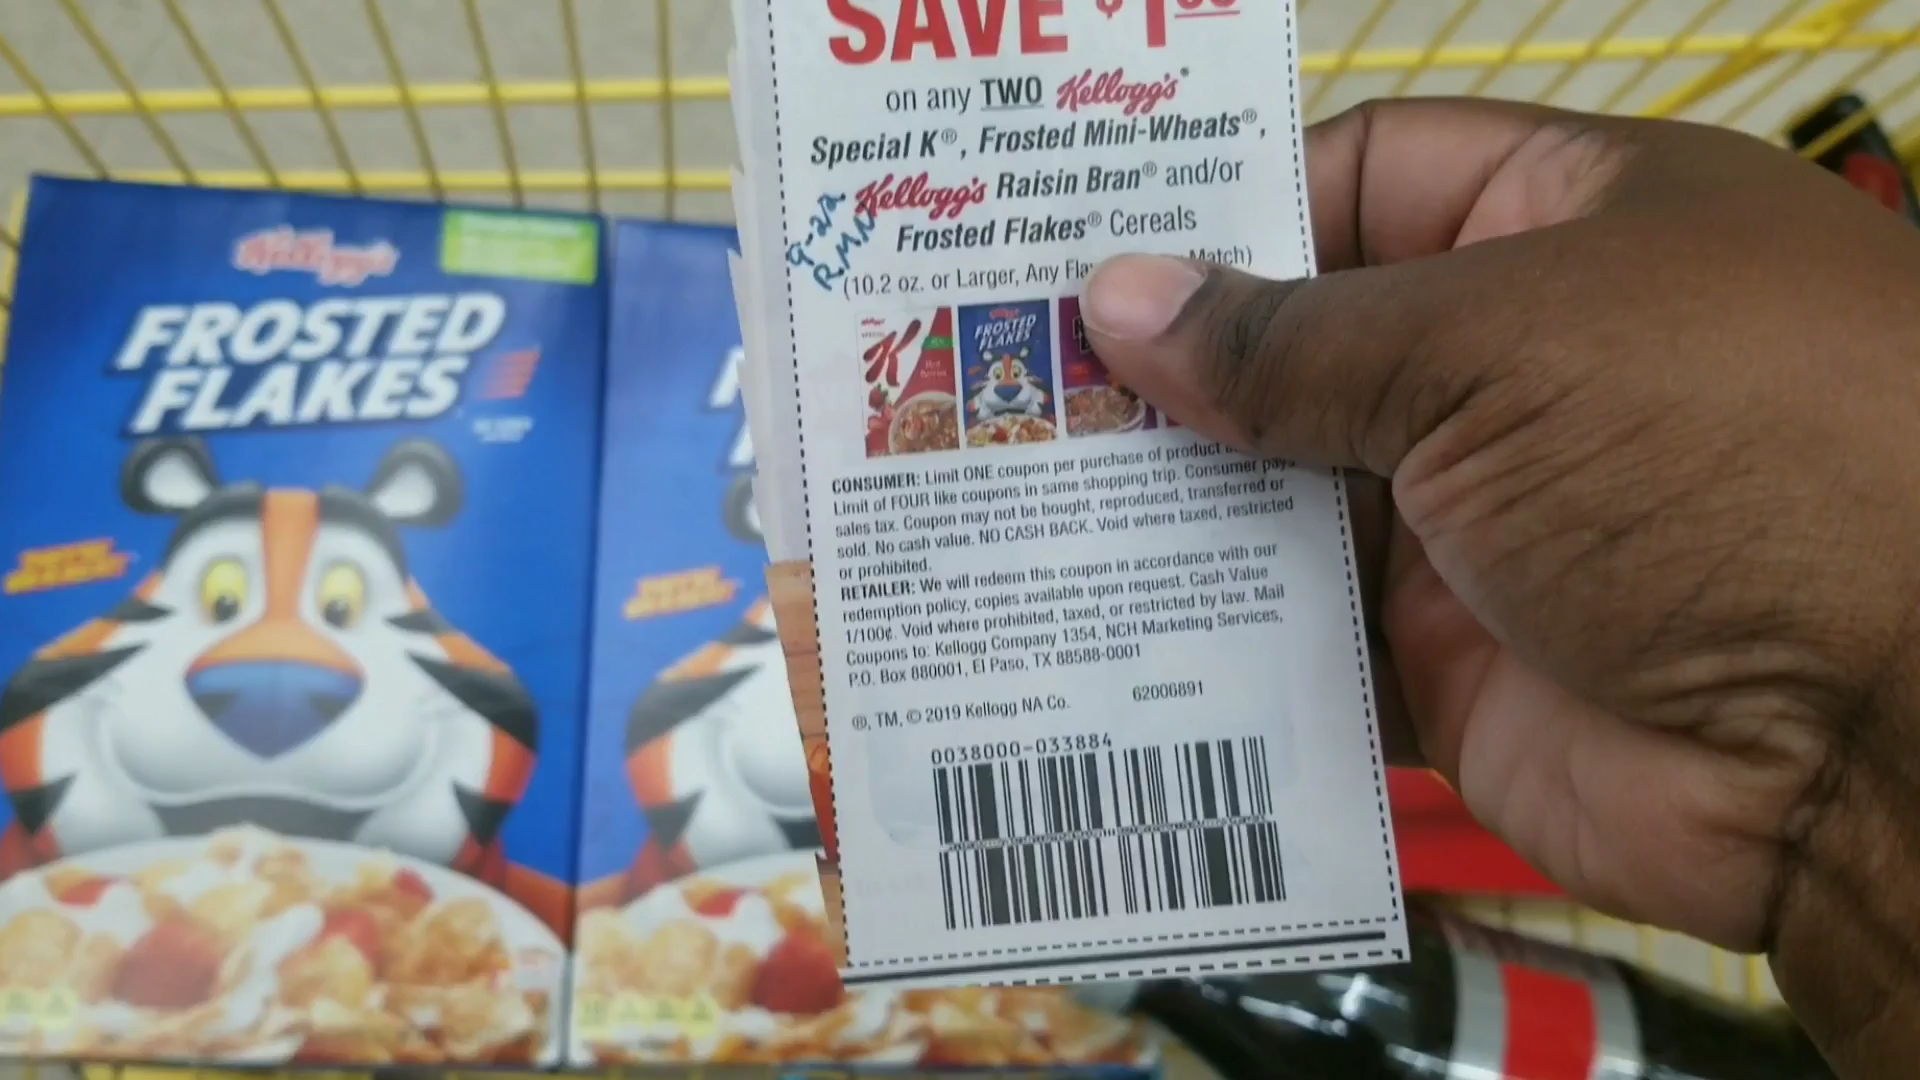 SAVE $1
on any TWO Kellogg's®
Special K®, Frosted Mini-Wheats®,
Kellogg's Raisin Bran® and/or
Frosted Flakes® Cereals
(10.2 oz. or Larger, Any Match)
9-22
RMN
K
FROSTED
FLAKES
CONSUMER: Limit ONE coupon per purchase of product
Limit of FOUR like coupons in same shopping trip. Consumer pays
sales tax. Coupon may not be bought, reproduced, transferred or
sold. No cash value. NO CASH BACK. Void where taxed, restricted
or prohibited.
RETAILER: We will redeem this coupon in accordance with our
redemption policy, copies available upon request. Cash Value
1/100¢. Void where prohibited, taxed, or restricted by law. Mail
Coupons to: Kellogg Company 1354, NCH Marketing Services,
P.O. Box 880001, El Paso, TX 88588-0001
®, TM, © 2019 Kellogg NA Co. 62006891
0038000-033884
Kellogg's
FROSTED
FLAKES